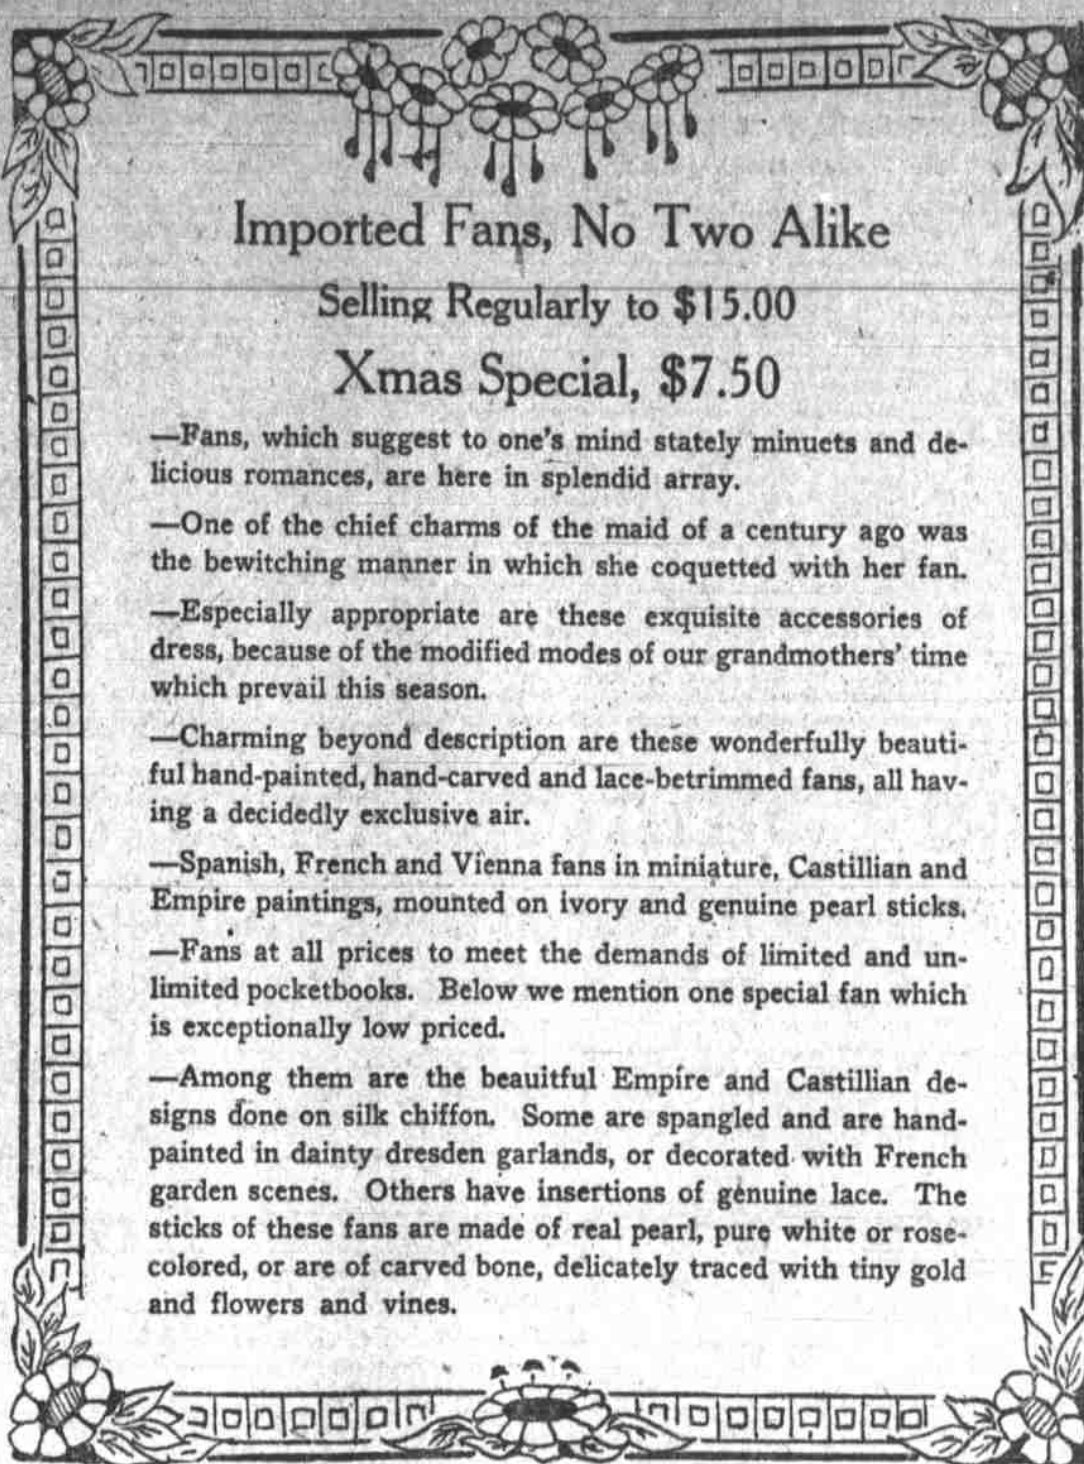 Imported Fans, No Two Alike
Selling Regularly to $15.00
Xmas Special, $7.50
—Fans, which suggest to one's mind stately minuets and de-
licious romances, are here in splendid array.
—One of the chief charms of the maid of a century ago was
the bewitching manner in which she coquetted with her fan.
—Especially appropriate are these exquisite accessories of
dress, because of the modified modes of our grandmothers' time
which prevail this season.
—Charming beyond description are these wonderfully beauti-
ful hand-painted, hand-carved and lace-betrimmed fans, all hav-
ing a decidedly exclusive air.
—Spanish, French and Vienna fans in miniature, Castillian and
Empire paintings, mounted on ivory and genuine pearl sticks.
—Fans at all prices to meet the demands of limited and un-
limited pocketbooks. Below we mention one special fan which
is exceptionally low priced.
—Among them are the beauitful Empire and Castillian de-
signs done on silk chiffon. Some are spangled and are hand-
painted in dainty dresden garlands, or decorated with French
garden scenes. Others have insertions of genuine lace. The
sticks of these fans are made of real pearl, pure white or rose-
colored, or are of carved bone, delicately traced with tiny gold
and flowers and vines.